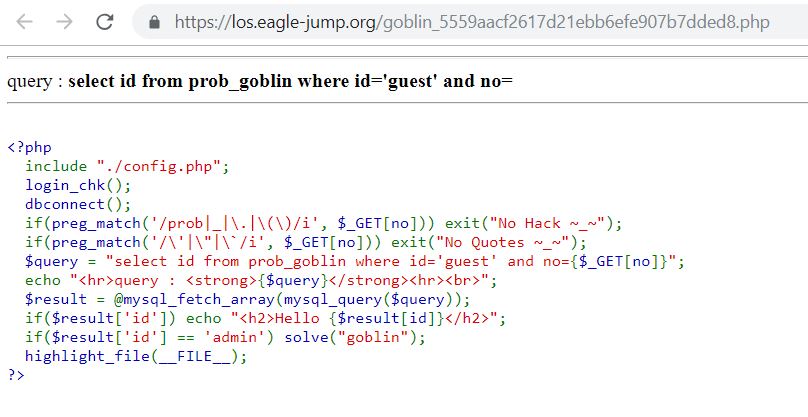 https://los.eagle-jump.org/goblin_5559aacf2617d21ebb6efe907b7dded8.php
query : select id from prob_goblin where id='guest' and no=
<?php
  include "./config.php";
  login_chk();
  dbconnect();
  if(preg_match('/prob|_|\.|\(\)/i', $_GET[no])) exit("No Hack ~_~");
  if(preg_match('/\'|\"|\`/i', $_GET[no])) exit("No Quotes ~_~");
  $query = "select id from prob_goblin where id='guest' and no={$_GET[no]}";
  echo "<hr>query : <strong>{$query}</strong><hr><br>";
  $result = @mysql_fetch_array(mysql_query($query));
  if($result['id']) echo "<h2>Hello {$result[id]}</h2>";
  if($result['id'] == 'admin') solve("goblin");
  highlight_file(__FILE__);
?>